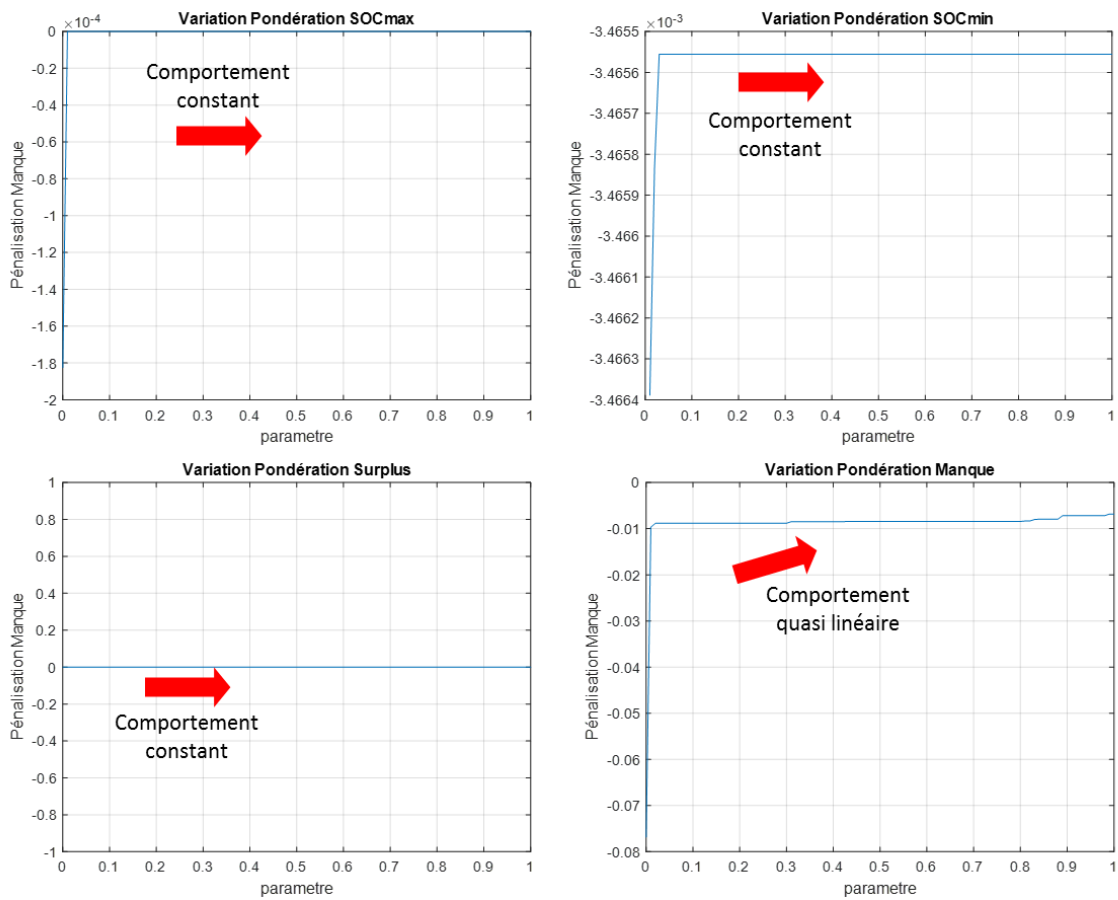 Variation Pondération SOCmax
×10⁻⁴
0
-0.2
-0.4
-0.6
-0.8
-1
-1.2
-1.4
-1.6
-1.8
-2
Pénalisation Manque
Comportement
constant
0 0.1 0.2 0.3 0.4 0.5 0.6 0.7 0.8 0.9 1
parametre
Variation Pondération SOCmin
×10⁻³
-3.4655
-3.4656
-3.4657
-3.4658
-3.4659
-3.466
-3.4661
-3.4662
-3.4663
-3.4664
Pénalisation Manque
Comportement
constant
0 0.1 0.2 0.3 0.4 0.5 0.6 0.7 0.8 0.9 1
parametre
Variation Pondération Surplus
1
0.8
0.6
0.4
0.2
0
-0.2
-0.4
-0.6
-0.8
-1
Pénalisation Manque
Comportement
constant
0 0.1 0.2 0.3 0.4 0.5 0.6 0.7 0.8 0.9 1
parametre
Variation Pondération Manque
0
-0.01
-0.02
-0.03
-0.04
-0.05
-0.06
-0.07
-0.08
Pénalisation Manque
Comportement
quasi linéaire
0 0.1 0.2 0.3 0.4 0.5 0.6 0.7 0.8 0.9 1
parametre